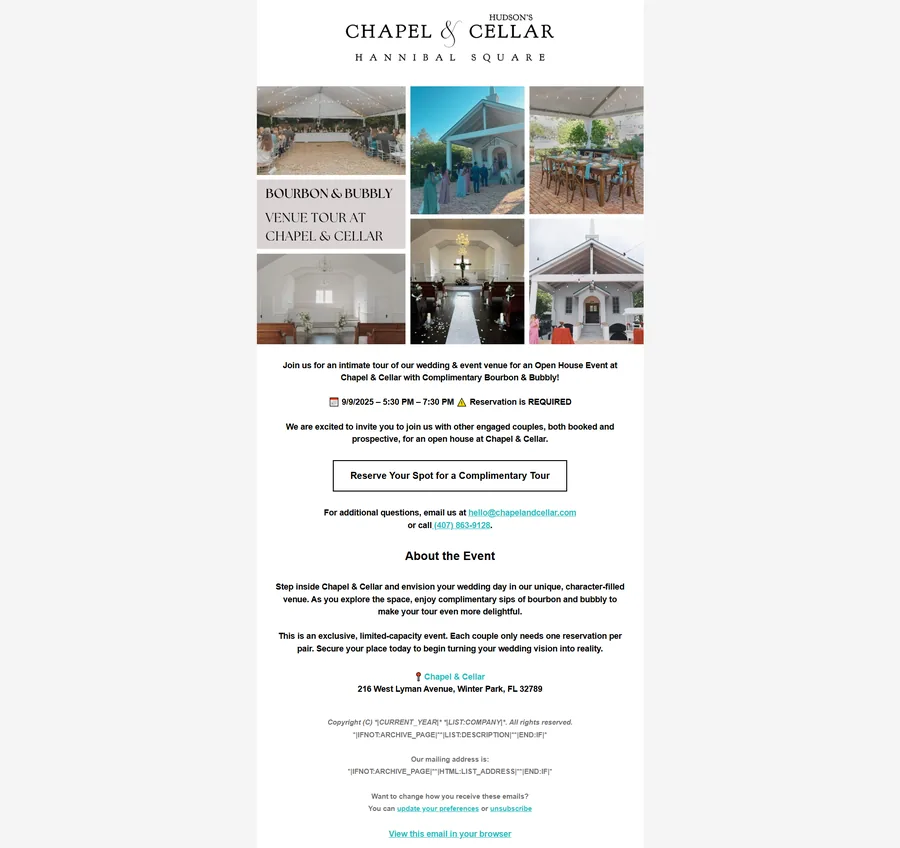 HUDSON'S
CHAPEL & CELLAR
HANNIBAL SQUARE
BOURBON & BUBBLY
VENUE TOUR AT
CHAPEL & CELLAR
Join us for an intimate tour of our wedding & event venue for an Open House Event at
Chapel & Cellar with Complimentary Bourbon & Bubbly!
9/9/2025 – 5:30 PM – 7:30 PM ⚠️ Reservation is REQUIRED
We are excited to invite you to join us with other engaged couples, both booked and
prospective, for an open house at Chapel & Cellar.
Reserve Your Spot for a Complimentary Tour
For additional questions, email us at hello@chapelandcellar.com
or call (407) 863-9128.
About the Event
Step inside Chapel & Cellar and envision your wedding day in our unique, character-filled
venue. As you explore the space, enjoy complimentary sips of bourbon and bubbly to
make your tour even more delightful.
This is an exclusive, limited-capacity event. Each couple only needs one reservation per
pair. Secure your place today to begin turning your wedding vision into reality.
📍 Chapel & Cellar
216 West Lyman Avenue, Winter Park, FL 32789
Copyright (C) *|CURRENT_YEAR|* *|LIST:COMPANY|*. All rights reserved.
*|IFNOT:ARCHIVE_PAGE|**|LIST:DESCRIPTION|**|END:IF|*
Our mailing address is:
*|IFNOT:ARCHIVE_PAGE|**|HTML:LIST_ADDRESS|**|END:IF|*
Want to change how you receive these emails?
You can update your preferences or unsubscribe
View this email in your browser